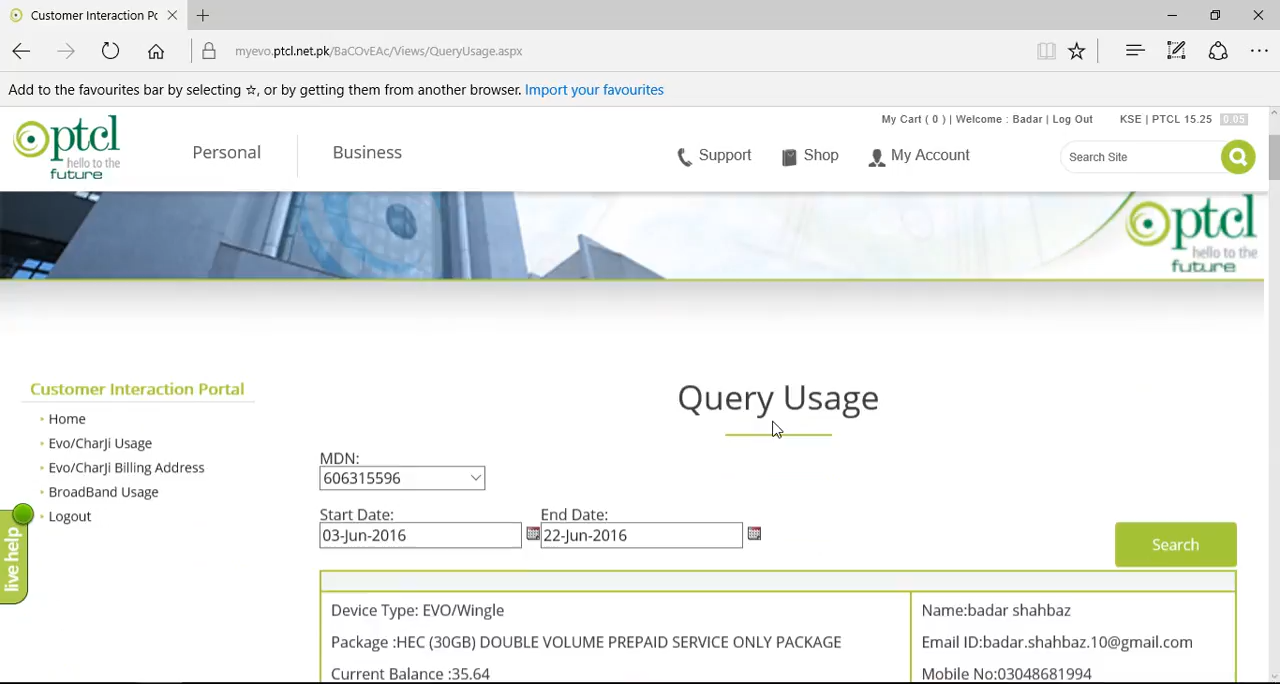 Customer Interaction Pc
myevo.ptcl.net.pk/BaCOvEAc/Views/QueryUsage.aspx
Add to the favourites bar by selecting ☆, or by getting them from another browser. Import your favourites
My Cart ( 0 ) | Welcome : Badar | Log Out KSE | PTCL 15.25 0.05
ptcl
hello to the
future
Personal
Business
Support
Shop
My Account
Search Site
ptcl
hello to the
future
Customer Interaction Portal
Home
Evo/CharJi Usage
Evo/CharJi Billing Address
BroadBand Usage
Logout
live help
Query Usage
MDN:
606315596
Start Date: End Date:
03-Jun-2016 22-Jun-2016
Search
Device Type: EVO/Wingle
Package :HEC (30GB) DOUBLE VOLUME PREPAID SERVICE ONLY PACKAGE
Current Balance :35.64
Name:badar shahbaz
Email ID:badar.shahbaz.10@gmail.com
Mobile No:03048681994